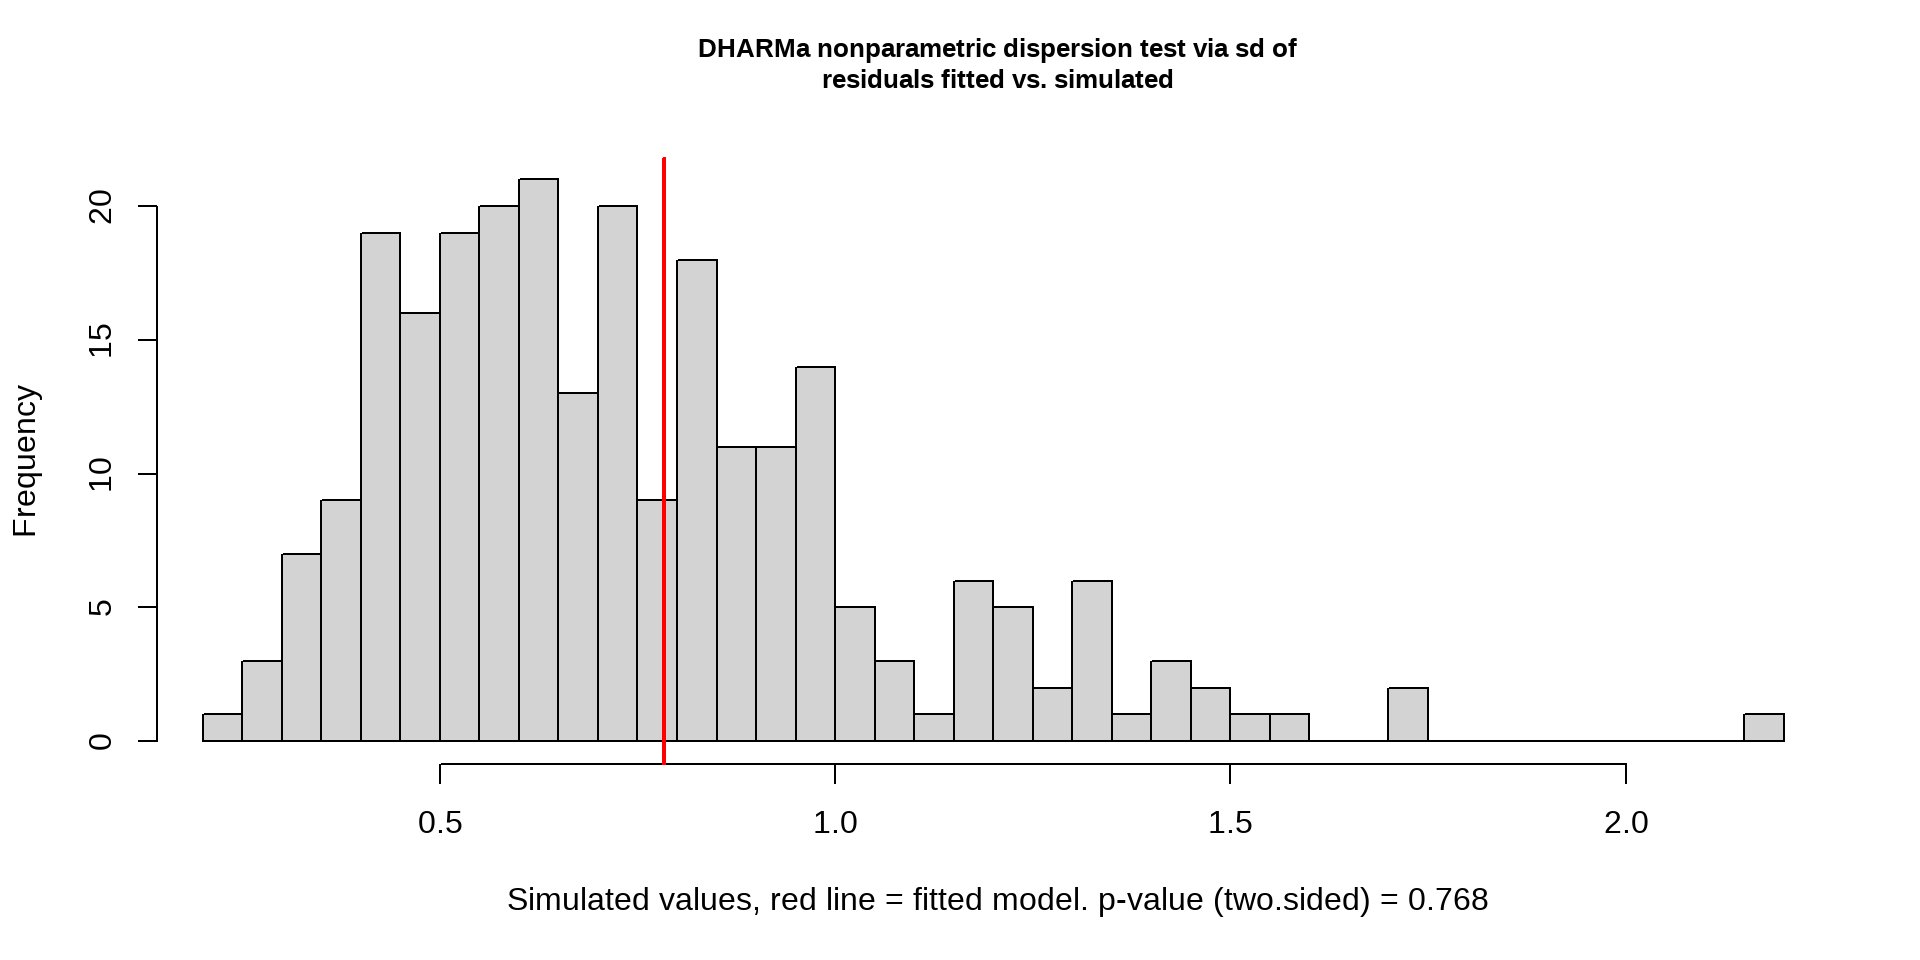 DHARMa nonparametric dispersion test via sd of
residuals fitted vs. simulated
Frequency
20
15
10
5
0
0.5 1.0 1.5 2.0
Simulated values, red line = fitted model. p-value (two.sided) = 0.768